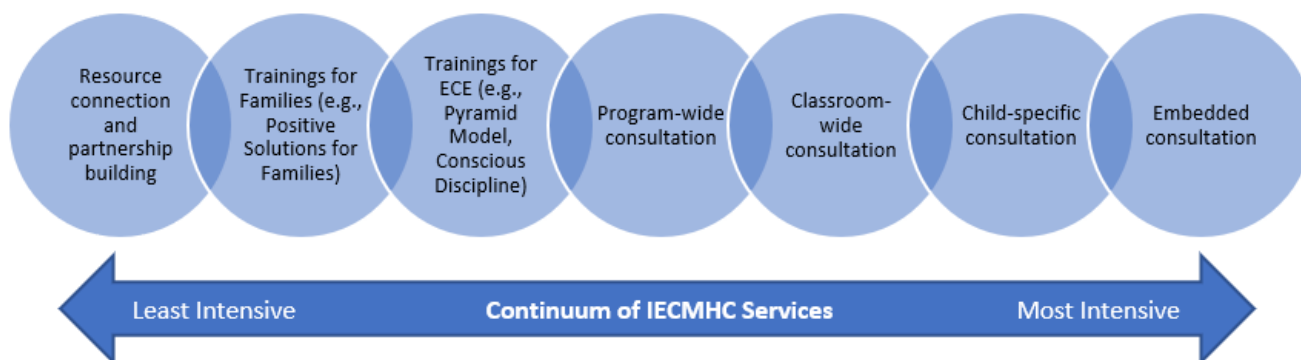 Resource
connection
and
partnership
building
Trainings for
Families (e.g.,
Positive
Solutions for
Families)
Trainings for
ECE (e.g.,
Pyramid
Model,
Conscious
Discipline)
Program-wide
consultation
Classroom-
wide
consultation
Child-specific
consultation
Embedded
consultation
Least Intensive
Continuum of IECMHC Services
Most Intensive